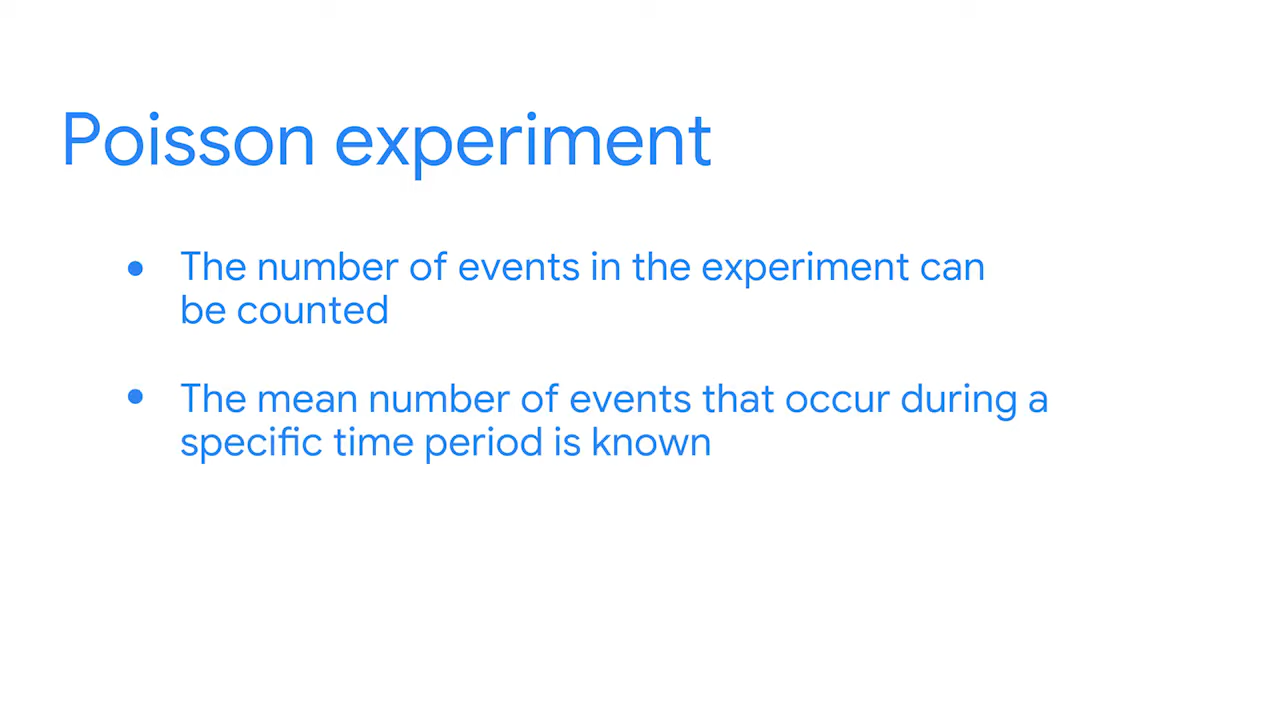 Poisson experiment
• The number of events in the experiment can
be counted
• The mean number of events that occur during a
specific time period is known